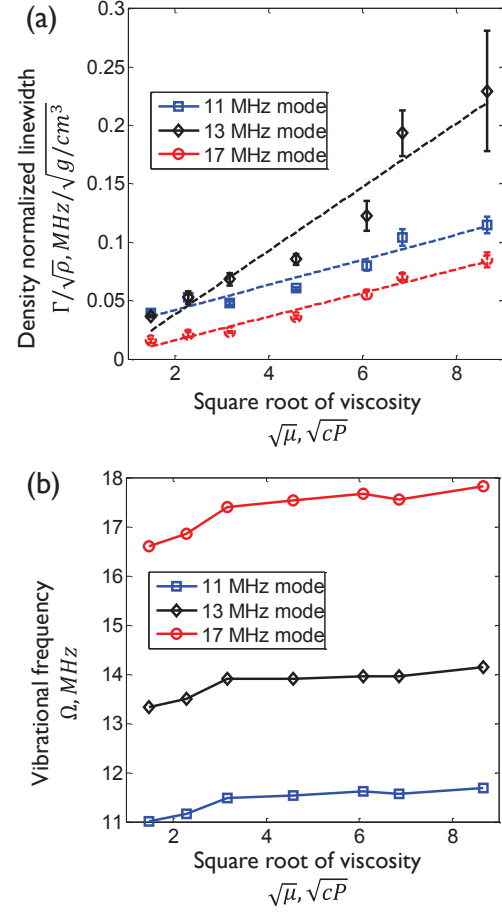 (a)
0.3
0.25
0.2
0.15
0.1
0.05
0
Density normalized linewidth
Γ/√ρ, MHz/√g/cm³
11 MHz mode
13 MHz mode
17 MHz mode
2 4 6 8
Square root of viscosity
√μ, √cP
(b)
18
17
16
15
14
13
12
11
Vibrational frequency
Ω, MHz
11 MHz mode
13 MHz mode
17 MHz mode
2 4 6 8
Square root of viscosity
√μ, √cP